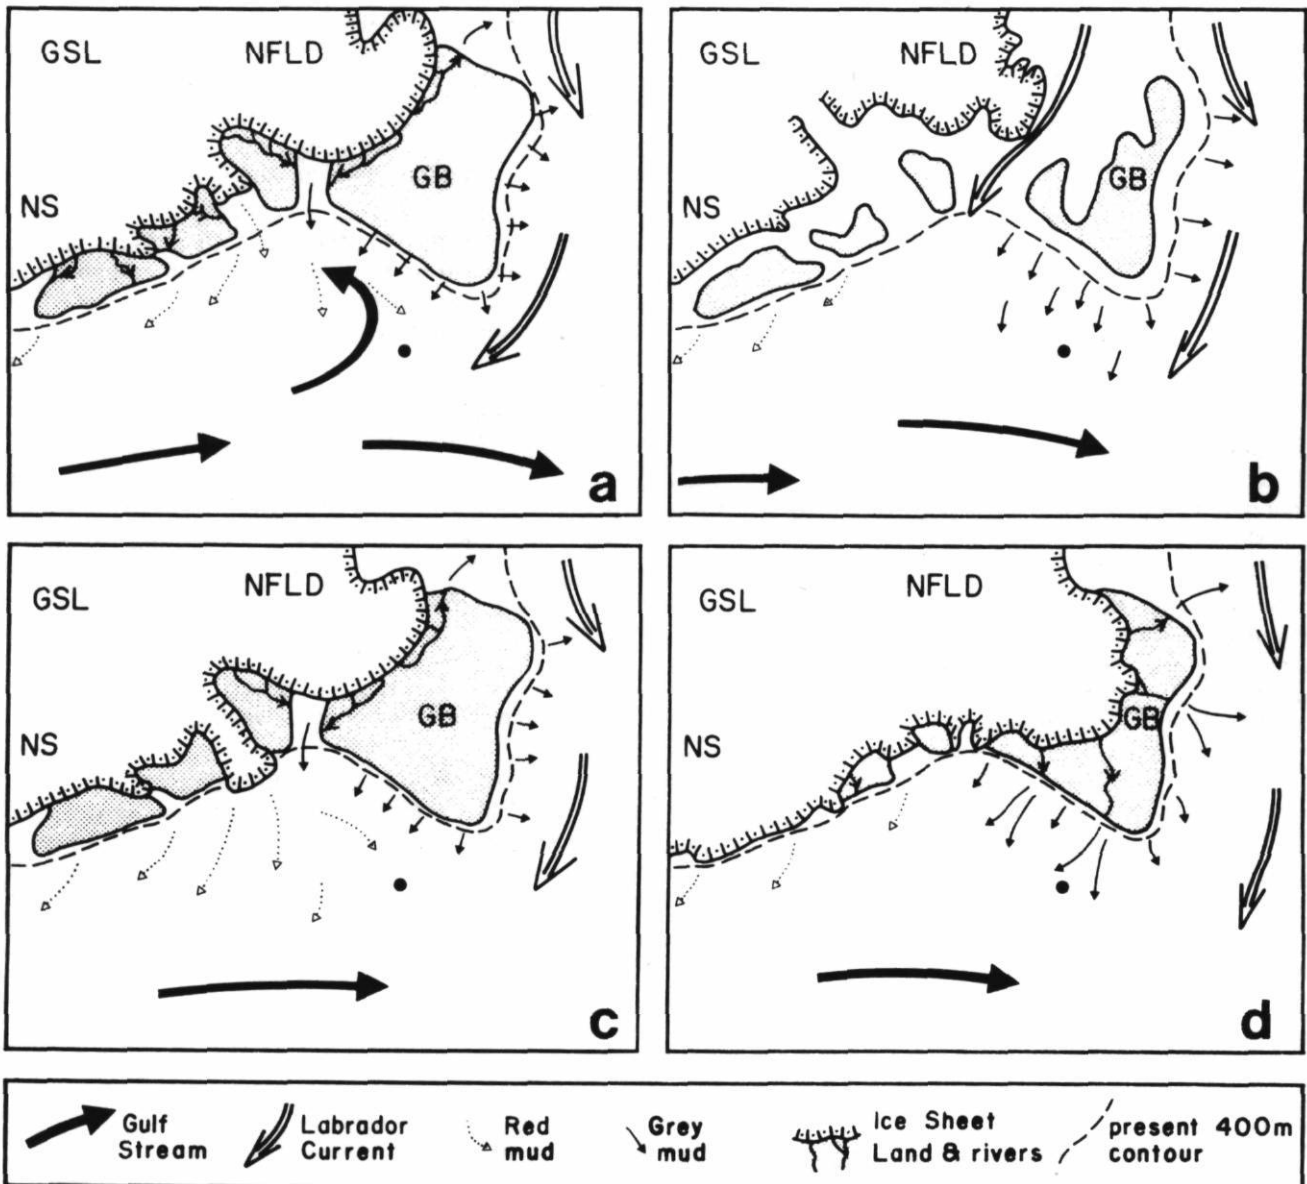 GSL
NFLD
NS
GB
a
GSL
NFLD
NS
GB
b
GSL
NFLD
NS
GB
c
GSL
NFLD
NS
GB
d
Gulf
Stream
Labrador
Current
Red
mud
Grey
mud
Ice Sheet
Land & rivers
present 400m
contour